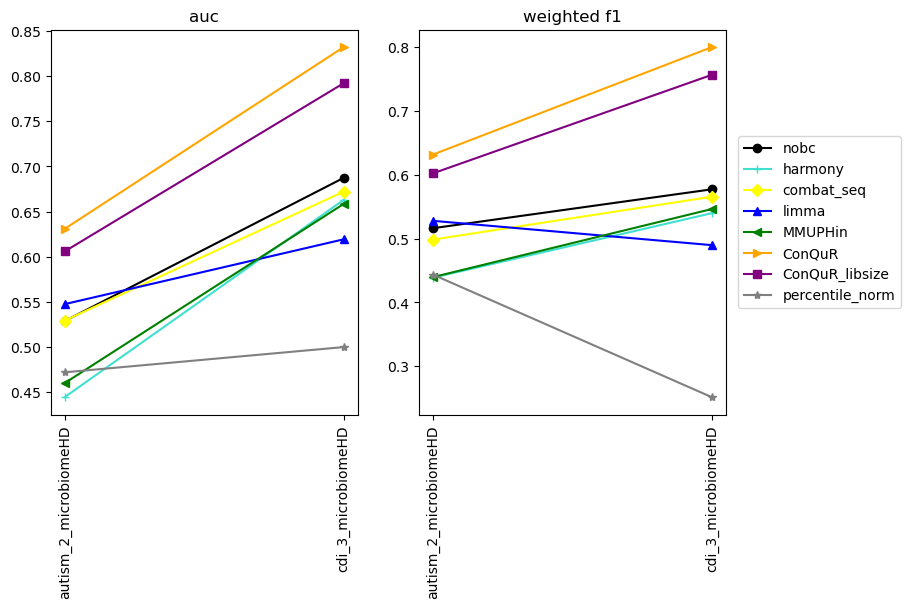 auc
0.85
0.80
0.75
0.70
0.65
0.60
0.55
0.50
0.45
autism_2_microbiomeHD
cdi_3_microbiomeHD
weighted f1
0.8
0.7
0.6
0.5
0.4
0.3
autism_2_microbiomeHD
cdi_3_microbiomeHD
nobc
harmony
combat_seq
limma
MMUPHin
ConQuR
ConQuR_libsize
percentile_norm